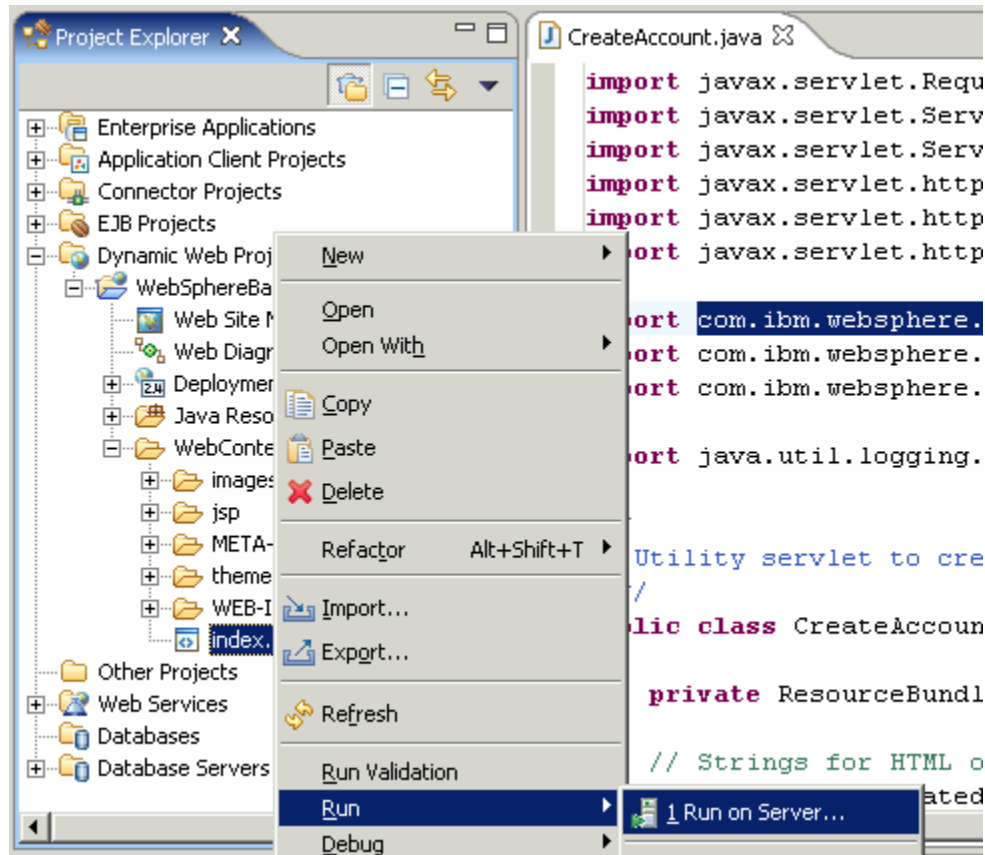 Project Explorer
Enterprise Applications
Application Client Projects
Connector Projects
EJB Projects
Dynamic Web Proj
WebSphereBa
Web Site
Web Diagr
2.4 Deploymen
Java Reso
WebConte
images
jsp
META-
theme
WEB-I
index.
Other Projects
Web Services
Databases
Database Servers
New
Open
Open With
Copy
Paste
Delete
Refactor Alt+Shift+T
Import...
Export...
Refresh
Run Validation
Run
Debug
1 Run on Server...
CreateAccount.java
import javax.servlet.Requ
import javax.servlet.Serv
import javax.servlet.Serv
import javax.servlet.http
import javax.servlet.http
port javax.servlet.http
ort com.ibm.websphere.
ort com.ibm.websphere.
ort com.ibm.websphere.
ort java.util.logging.
Utility servlet to cre
/
lic class CreateAccoun
private ResourceBundl
// Strings for HTML o
ated